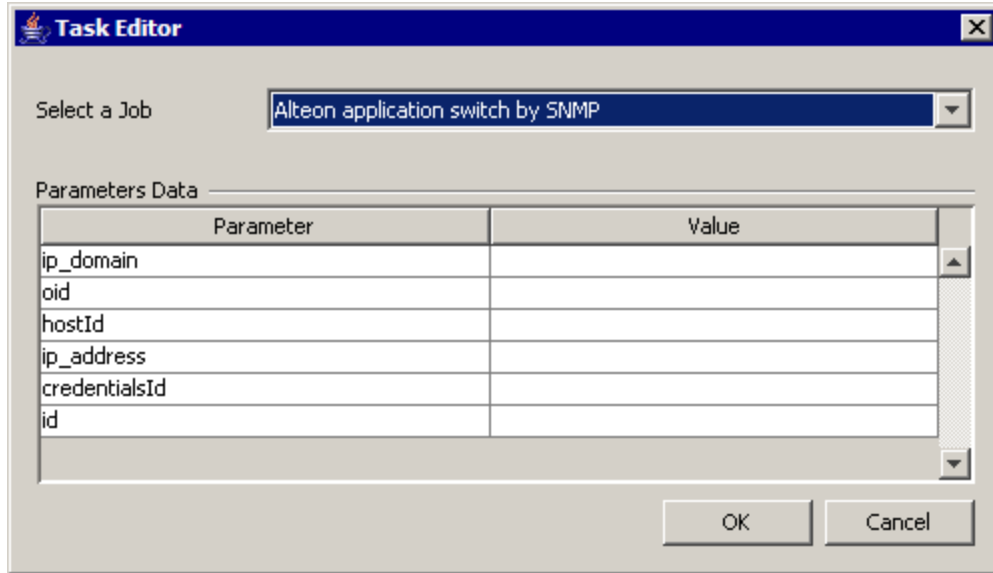 Task Editor
Select a Job Alteon application switch by SNMP
Parameters Data
Parameter Value
ip_domain
oid
hostId
ip_address
credentialsId
id
OK Cancel